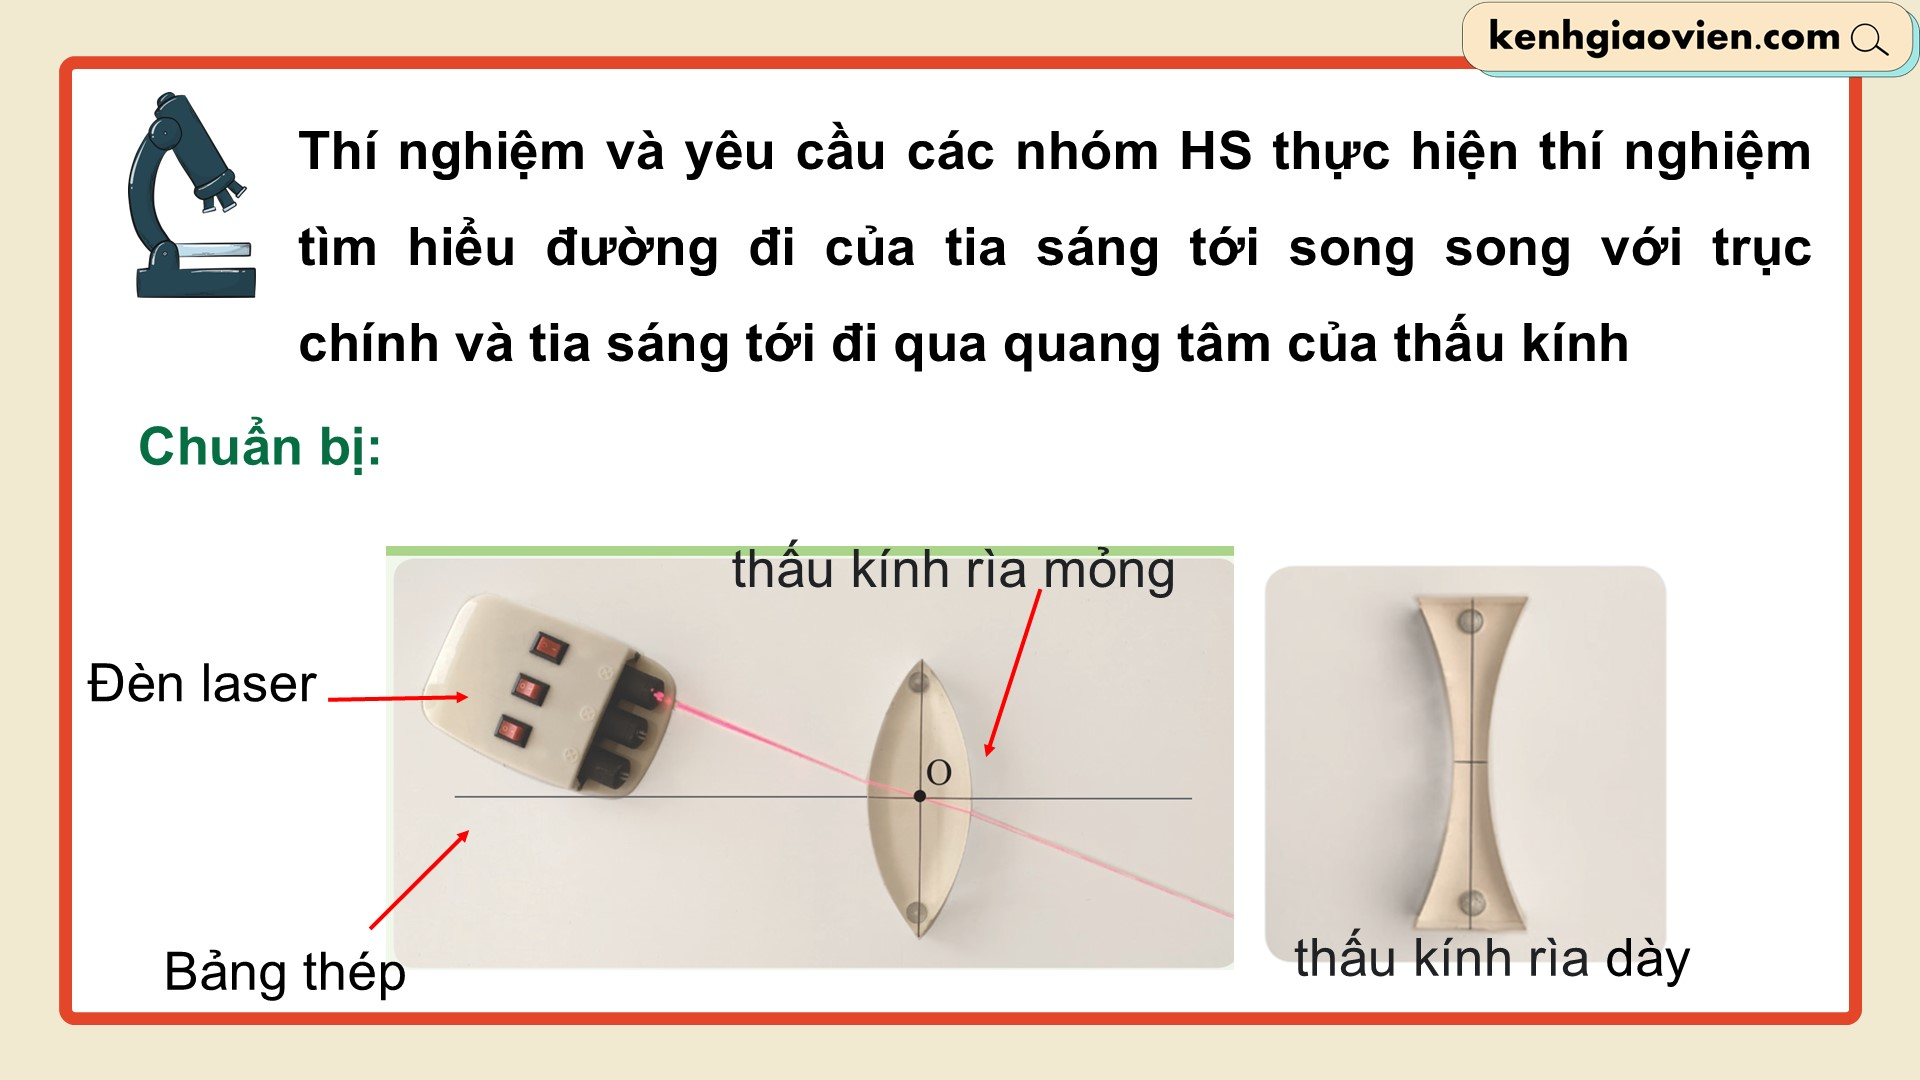 kenhgiaovien.com
Thí nghiệm và yêu cầu các nhóm HS thực hiện thí nghiệm
tìm hiểu đường đi của tia sáng tới song song với trục
chính và tia sáng tới đi qua quang tâm của thấu kính
Chuẩn bị:
thấu kính rìa mỏng
Đèn laser
O
Bảng thép
thấu kính rìa dày